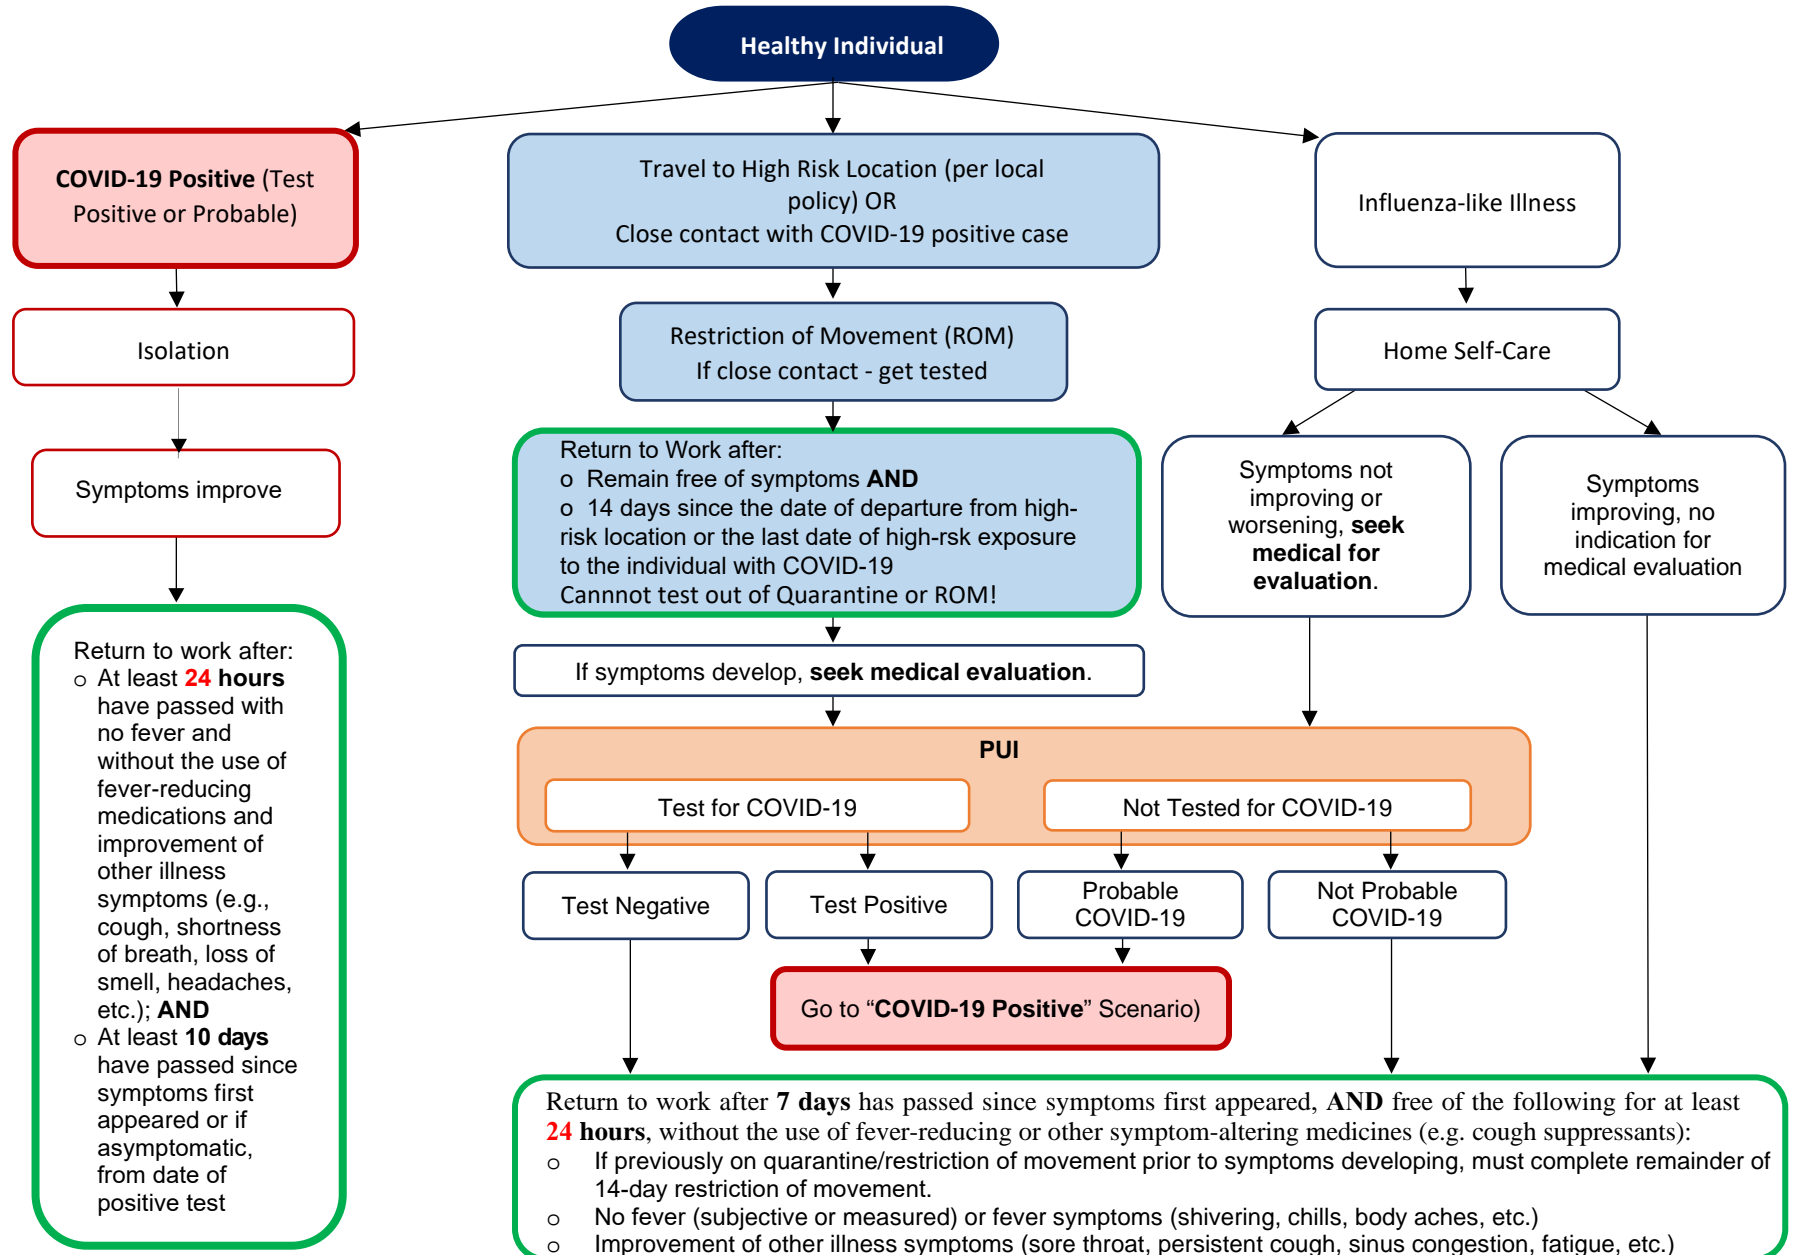 Healthy Individual
COVID-19 Positive (Test
Positive or Probable)
Isolation
Symptoms improve
Return to work after:
o At least 24 hours
have passed with
no fever and
without the use of
fever-reducing
medications and
improvement of
other illness
symptoms (e.g.,
cough, shortness
of breath, loss of
smell, headaches,
etc.); AND
o At least 10 days
have passed since
symptoms first
appeared or if
asymptomatic,
from date of
positive test
Travel to High Risk Location (per local
policy) OR
Close contact with COVID-19 positive case
Restriction of Movement (ROM)
If close contact - get tested
Return to Work after:
o Remain free of symptoms AND
o 14 days since the date of departure from high-
risk location or the last date of high-rsk exposure
to the individual with COVID-19
Cannnot test out of Quarantine or ROM!
If symptoms develop, seek medical evaluation.
Influenza-like Illness
Home Self-Care
Symptoms not
improving or
worsening, seek
medical for
evaluation.
Symptoms
improving, no
indication for
medical evaluation
PUI
Test for COVID-19
Not Tested for COVID-19
Test Negative
Test Positive
Probable
COVID-19
Not Probable
COVID-19
Go to “COVID-19 Positive” Scenario)
Return to work after 7 days has passed since symptoms first appeared, AND free of the following for at least
24 hours, without the use of fever-reducing or other symptom-altering medicines (e.g. cough suppressants):
o If previously on quarantine/restriction of movement prior to symptoms developing, must complete remainder of
14-day restriction of movement.
o No fever (subjective or measured) or fever symptoms (shivering, chills, body aches, etc.)
o Improvement of other illness symptoms (sore throat, persistent cough, sinus congestion, fatigue, etc.)